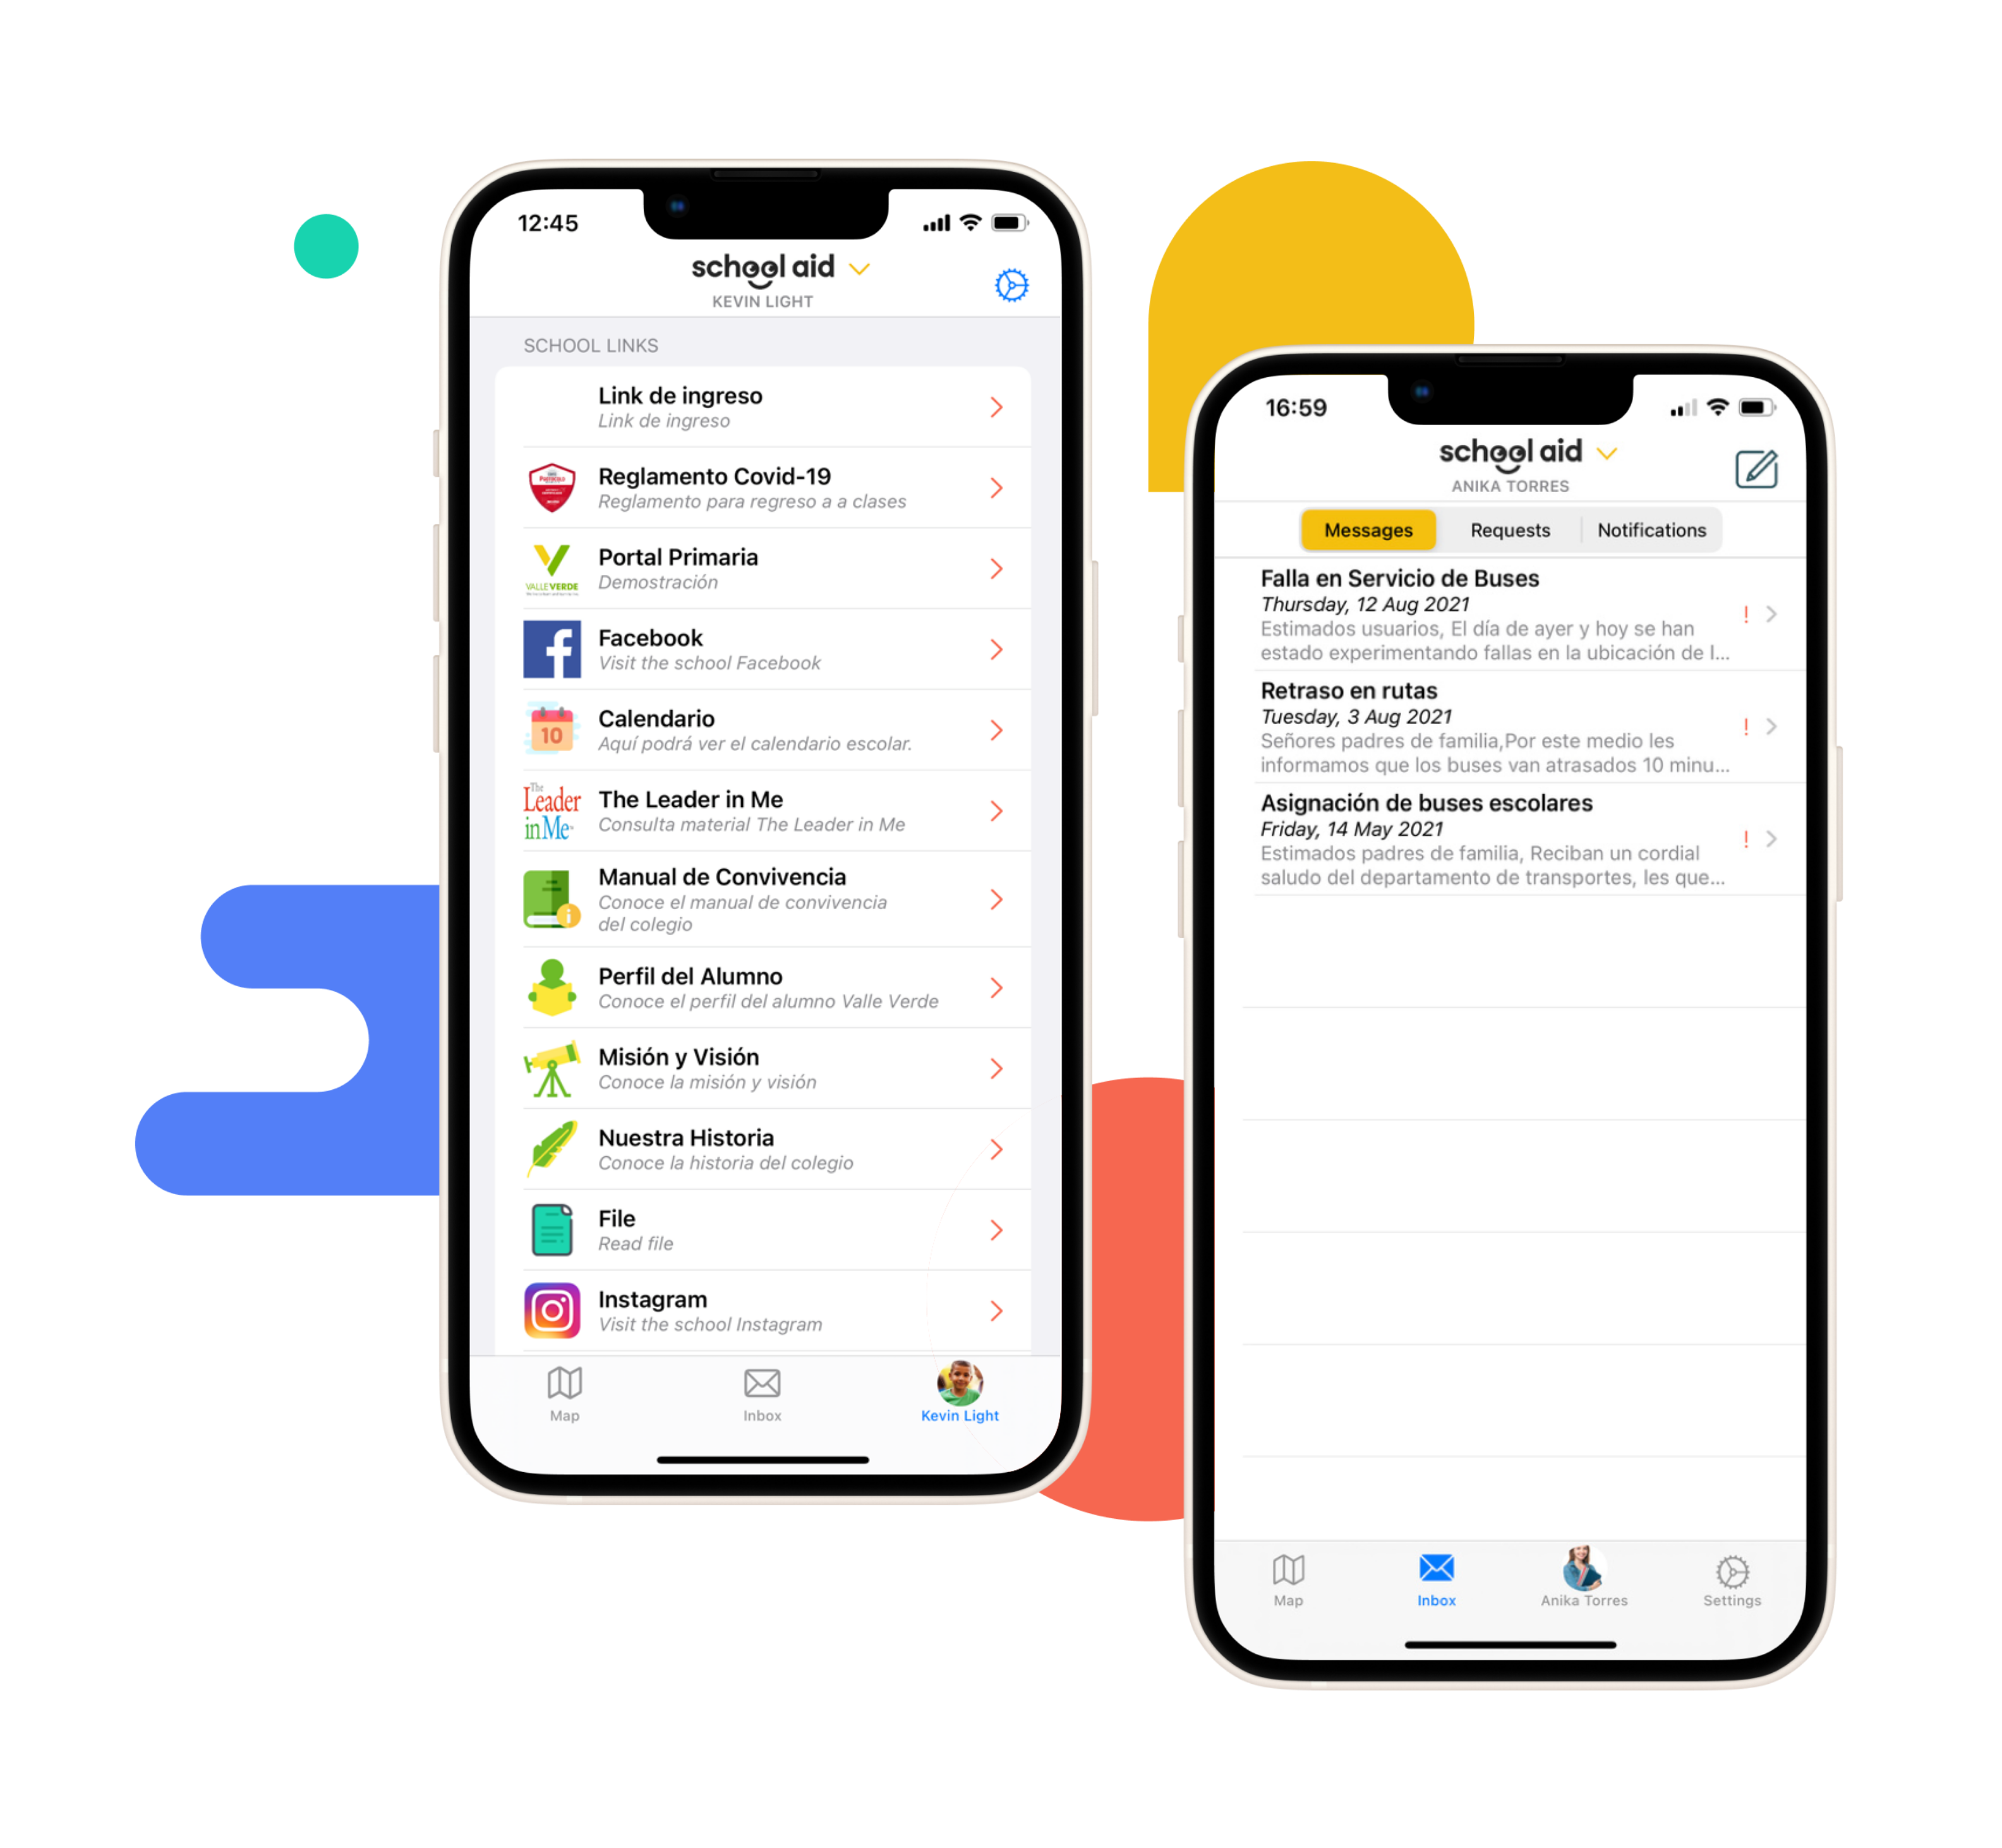 12:45
school aid
KEVIN LIGHT
SCHOOL LINKS
Link de ingreso
Link de ingreso
PROTOCOLO
Reglamento Covid-19
Reglamento para regreso a a clases
VALLE VERDE
Portal Primaria
Demostración
Facebook
Visit the school Facebook
10
Calendario
Aquí podrá ver el calendario escolar.
The
Leader
in Me
The Leader in Me
Consulta material The Leader in Me
Manual de Convivencia
Conoce el manual de convivencia
del colegio
Perfil del Alumno
Conoce el perfil del alumno Valle Verde
Misión y Visión
Conoce la misión y visión
Nuestra Historia
Conoce la historia del colegio
File
Read file
Instagram
Visit the school Instagram
Map
Inbox
Kevin Light
16:59
school aid
ANIKA TORRES
Messages Requests Notifications
Falla en Servicio de Buses
Thursday, 12 Aug 2021
Estimados usuarios, El día de ayer y hoy se han
estado experimentando fallas en la ubicación de l...
Retraso en rutas
Tuesday, 3 Aug 2021
Señores padres de familia,Por este medio les
informamos que los buses van atrasados 10 minu...
Asignación de buses escolares
Friday, 14 May 2021
Estimados padres de familia, Reciban un cordial
saludo del departamento de transportes, les que...
Map
Inbox
Anika Torres
Settings